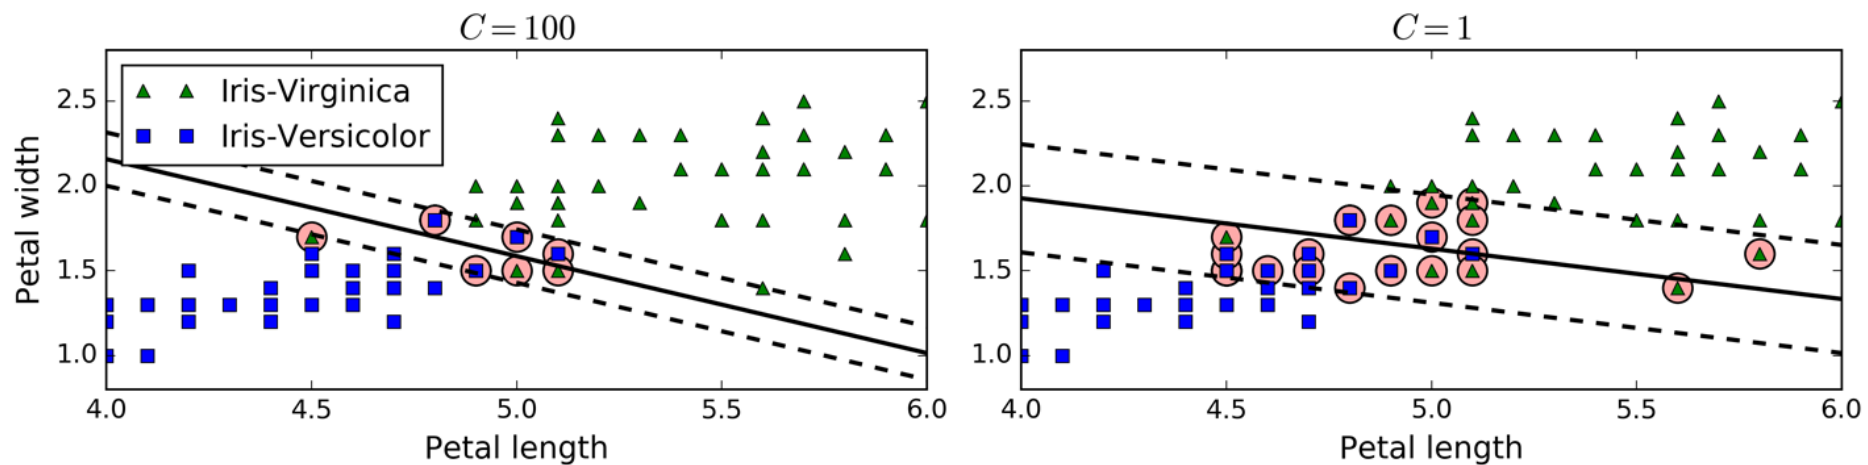 C = 100
C = 1
Iris-Virginica
Iris-Versicolor
Petal width
2.5
2.0
1.5
1.0
4.0 4.5 5.0 5.5 6.0
Petal length
2.5
2.0
1.5
1.0
4.0 4.5 5.0 5.5 6.0
Petal length